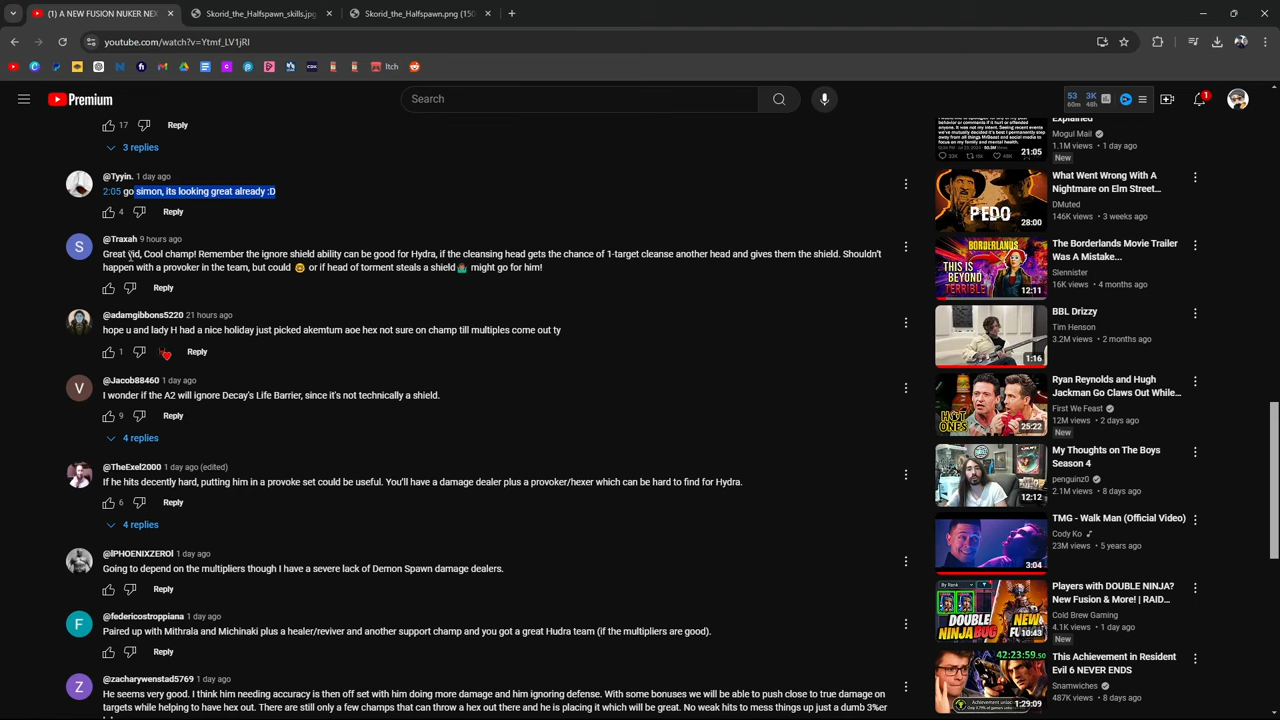 (1) A NEW FUSION NUKER NEX
Skorid_the_Halfspawn_skills.jpg
Skorid_the_Halfspawn.png (150
youtube.com/watch?v=Ytmf_LV1jRI
Itch
Premium
Search
53 60m
3K 48h
1
17
Reply
3 replies
@Tyyin. 1 day ago
2:05 go simon, its looking great already :D
4 Reply
@Traxah 9 hours ago
Great vid, Cool champ! Remember the ignore shield ability can be good for Hydra, if the cleansing head gets the chance of 1-target cleanse another head and gives them the shield. Shouldn't
happen with a provoker in the team, but could 🤓 or if head of torment steals a shield🧟‍♂️ might go for him!
Reply
@adamgibbons5220 21 hours ago
hope u and lady H had a nice holiday just picked akemtum aoe hex not sure on champ till multiples come out ty
1 Reply
@Jacob88460 1 day ago
I wonder if the A2 will ignore Decay's Life Barrier, since it's not technically a shield.
9 Reply
4 replies
@TheExel2000 1 day ago (edited)
If he hits decently hard, putting him in a provoke set could be useful. You'll have a damage dealer plus a provoker/hexer which can be hard to find for Hydra.
6 Reply
4 replies
@lPHOENIXZEROl 1 day ago
Going to depend on the multipliers though I have a severe lack of Demon Spawn damage dealers.
Reply
@federicostroppiana 1 day ago
Paired up with Mithrala and Michinaki plus a healer/reviver and another support champ and you got a great Hudra team (if the multipliers are good).
Reply
@zacharywenstad5769 1 day ago
He seems very good. I think him needing accuracy is then off set with him doing more damage and him ignoring defense. With some bonuses we will be able to push close to true damage on
targets while helping to have hex out. There are still only a few champs that can throw a hex out there and he is placing it which will be great. No weak hits to mess things up just a dumb 3%er
Explained
Mogul Mail
1.1M views • 1 day ago
New
21:05
What Went Wrong With A
Nightmare on Elm Street...
DMuted
146K views • 3 weeks ago
PEDO
28:00
The Borderlands Movie Trailer
Was A Mistake...
Slennister
16K views • 4 months ago
THIS IS
BEYOND
TERRIBLE
12:11
BBL Drizzy
Tim Henson
3.2M views • 2 months ago
1:16
Ryan Reynolds and Hugh
Jackman Go Claws Out While...
First We Feast
12M views • 2 days ago
New
HOT
ONES
25:22
My Thoughts on The Boys
Season 4
penguinz0
2.1M views • 8 days ago
12:12
TMG - Walk Man (Official Video)
Cody Ko
23M views • 5 years ago
3:04
Players with DOUBLE NINJA?
New Fusion & More! | RAID...
Cold Brew Gaming
4.1K views • 1 day ago
New
By Rank
DOUBLE
NINJA BUG
NEW
10:43
This Achievement in Resident
Evil 6 NEVER ENDS
Snamwiches
487K views • 8 days ago
42:23:59.50
1:29:09